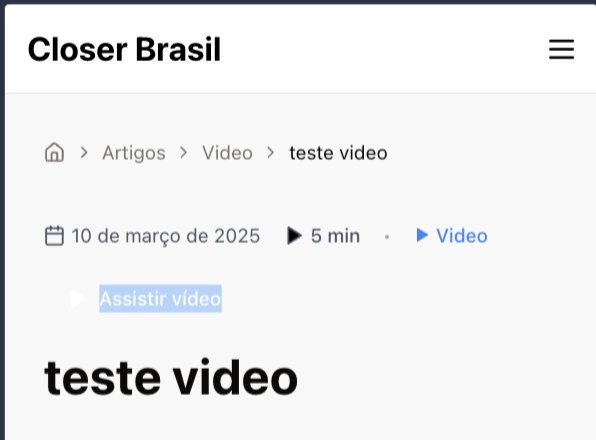 Closer Brasil
Artigos > Video > teste video
10 de março de 2025 5 min • Video
Assistir vídeo
teste video